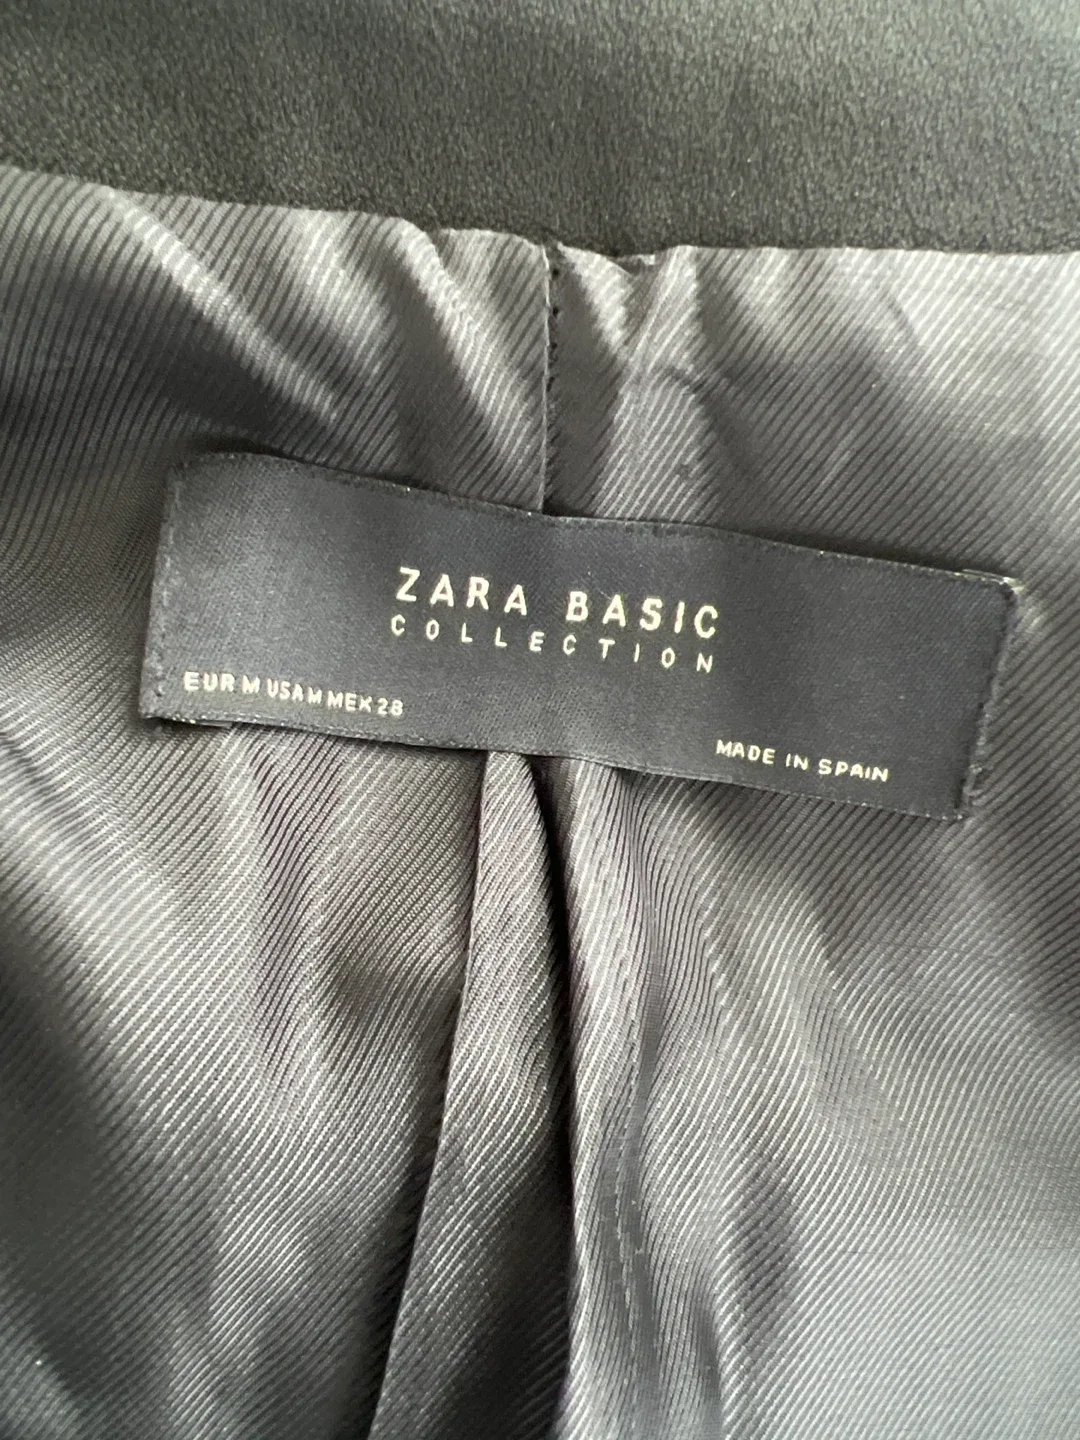 ZARA BASIC
COLLECTION
EUR M USA M MEX 28
MADE IN SPAIN